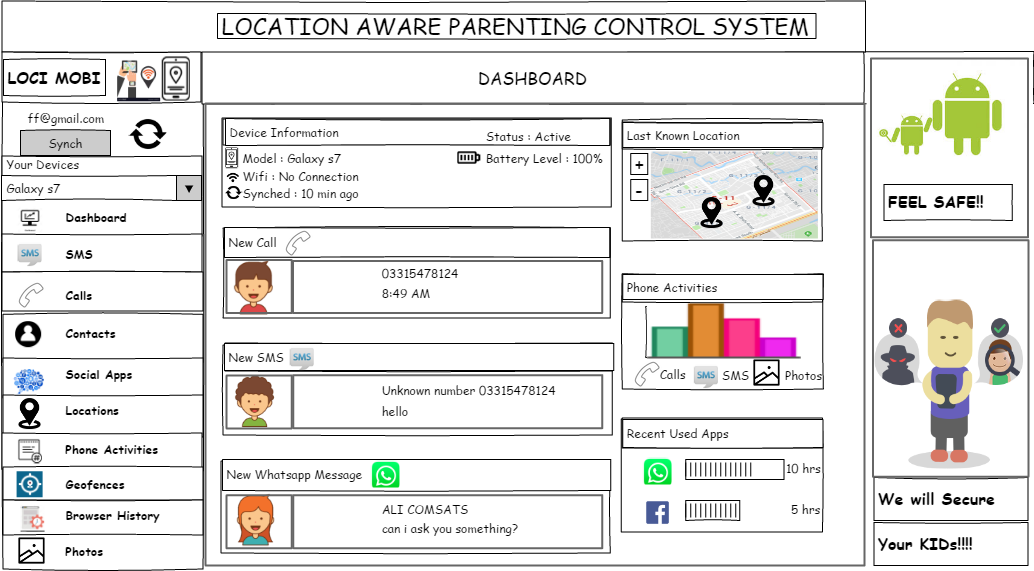 LOCATION AWARE PARENTING CONTROL SYSTEM
LOCI MOBI
DASHBOARD
ff@gmail.com
Synch
Your Devices
Galaxy s7
Dashboard
SMS
SMS
Calls
Contacts
Social Apps
Locations
Phone Activities
Geofences
Browser History
Photos
Device Information
Status : Active
Model : Galaxy s7
Battery Level : 100%
Wifi : No Connection
Synched : 10 min ago
New Call
03315478124
8:49 AM
New SMS
SMS
Unknown number 03315478124
hello
New Whatsapp Message
ALI COMSATS
can i ask you something?
Last Known Location
+
-
Phone Activities
Calls
SMS
SMS
Photos
Recent Used Apps
10 hrs
5 hrs
FEEL SAFE!!
We will Secure
Your KIDs!!!!